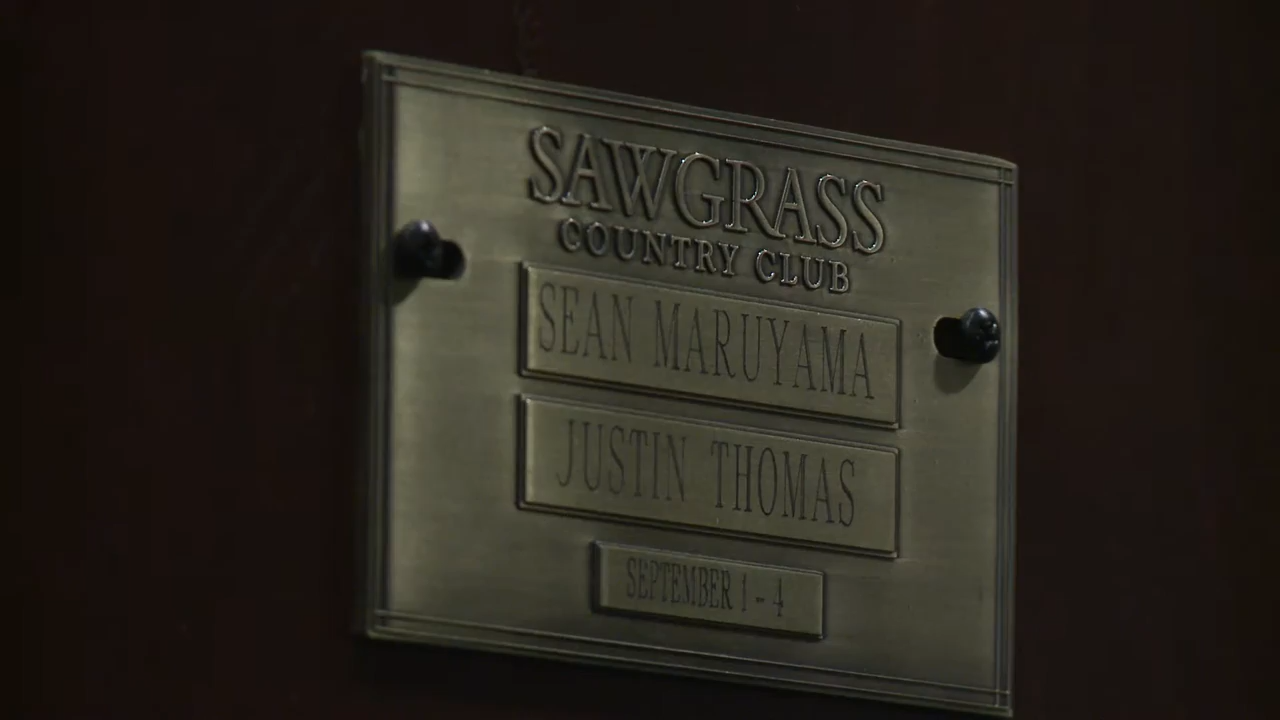 SAWGRASS
COUNTRY CLUB
SEAN MARUYAMA
JUSTIN THOMAS
SEPTEMBER 1 - 4